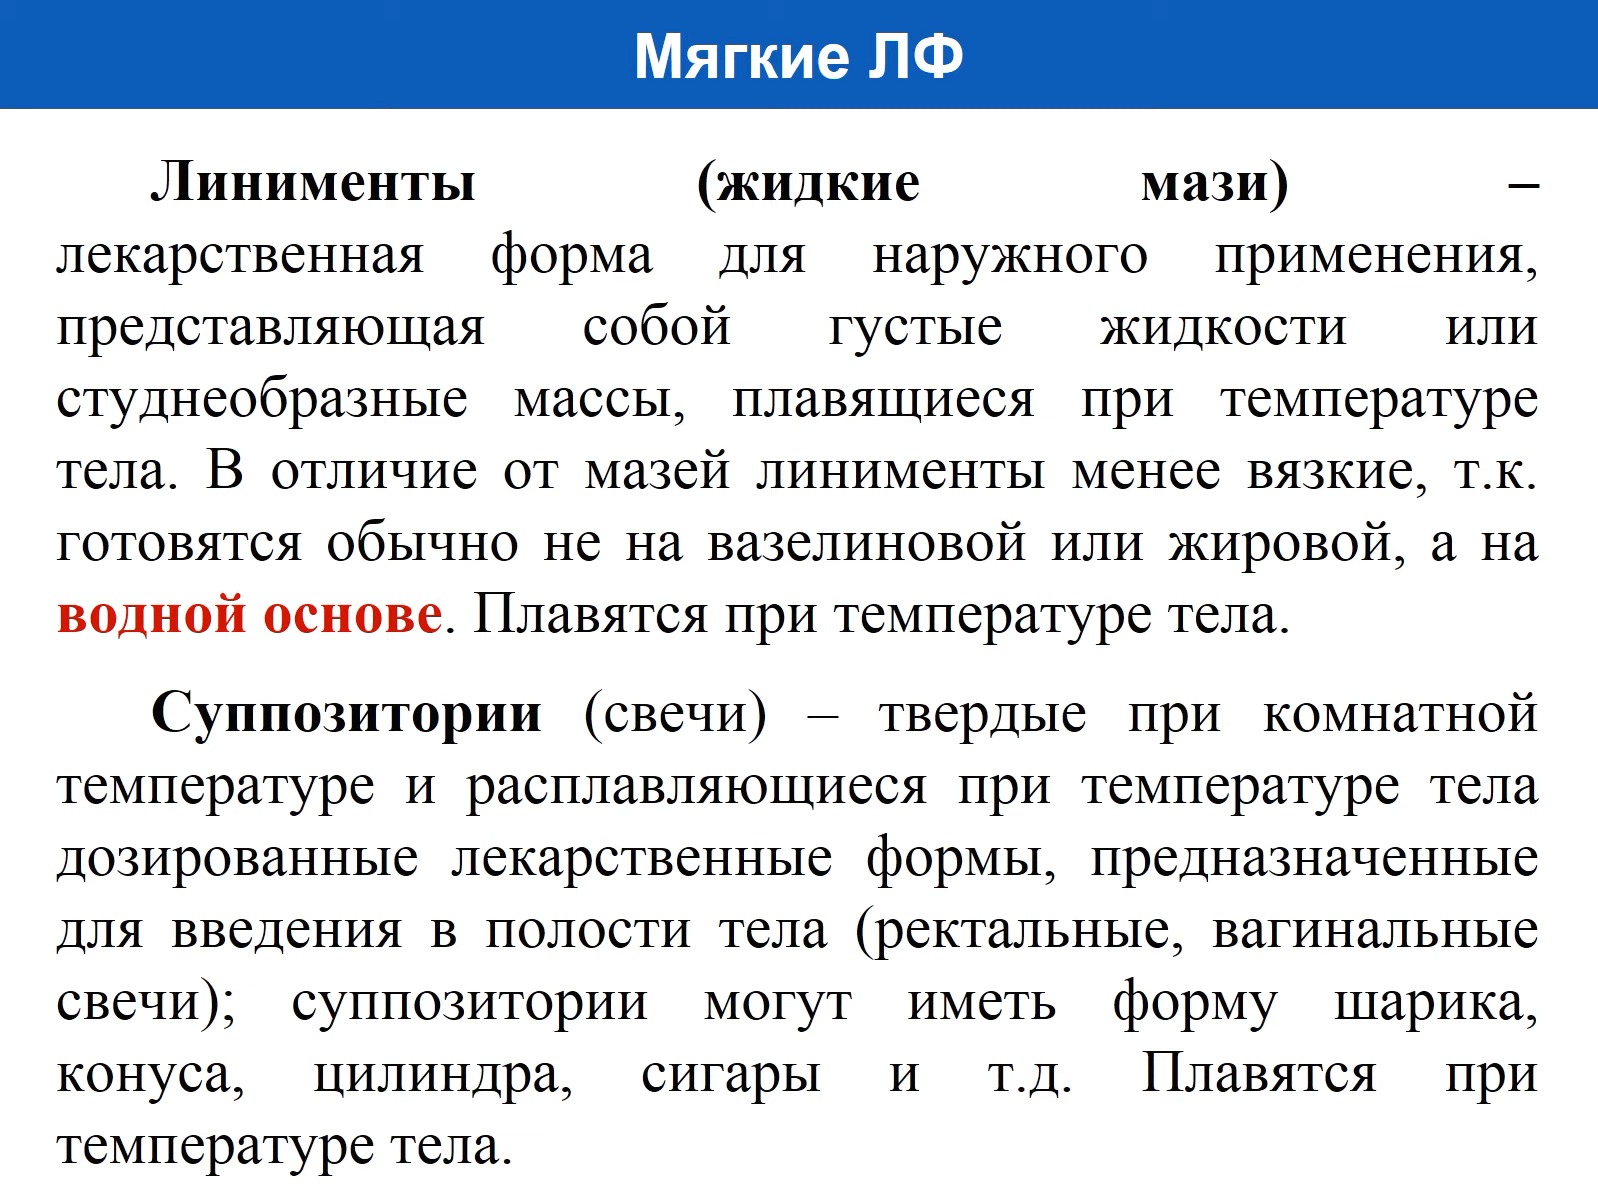 Мягкие ЛФ
Линименты (жидкие мази) –
лекарственная форма для наружного применения,
представляющая собой густые жидкости или
студнеобразные массы, плавящиеся при температуре
тела. В отличие от мазей линименты менее вязкие, т.к.
готовятся обычно не на вазелиновой или жировой, а на
водной основе. Плавятся при температуре тела.
Суппозитории (свечи) – твердые при комнатной
температуре и расплавляющиеся при температуре тела
дозированные лекарственные формы, предназначенные
для введения в полости тела (ректальные, вагинальные
свечи); суппозитории могут иметь форму шарика,
конуса, цилиндра, сигары и т.д. Плавятся при
температуре тела.